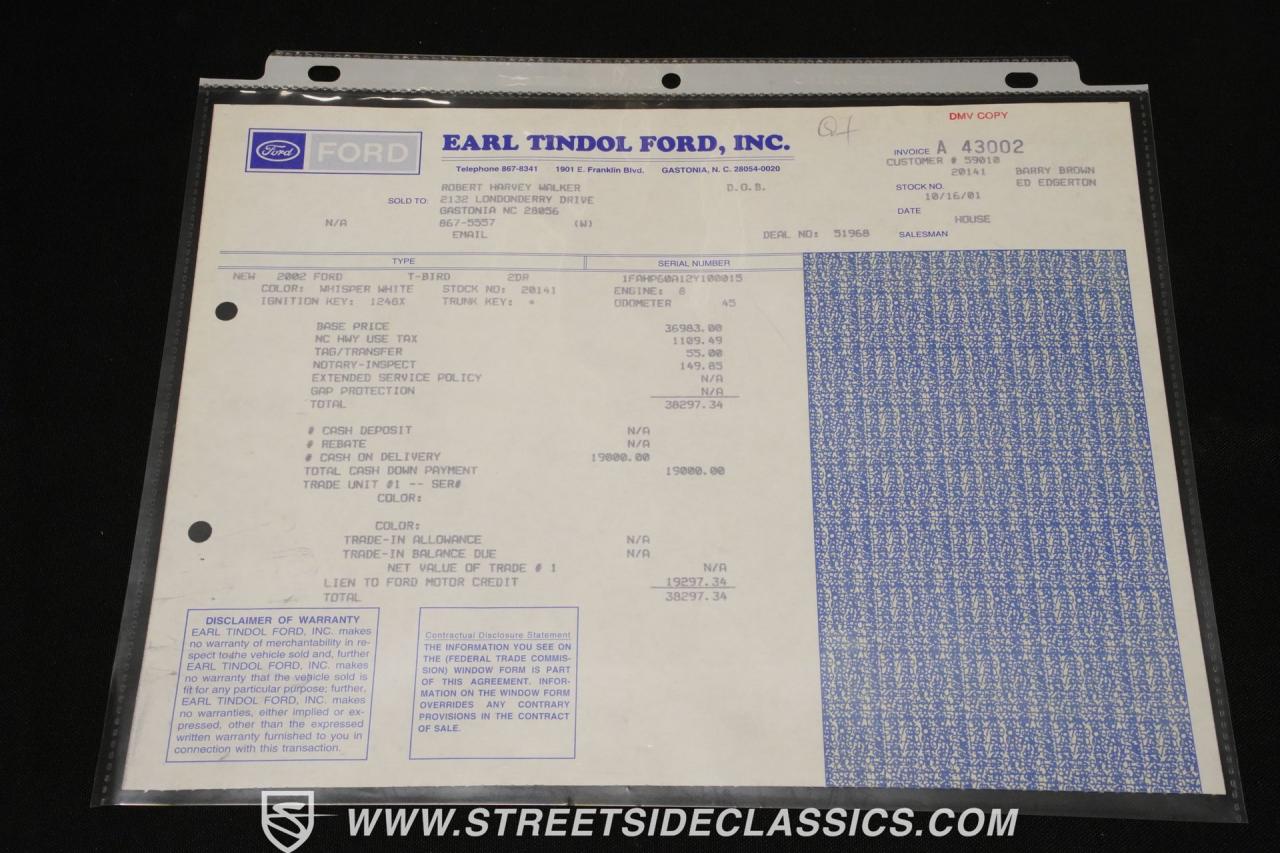 DMV COPY
Ford FORD
EARL TINDOL FORD, INC.
Telephone 867-8341 1901 E. Franklin Blvd. GASTONIA, N. C. 28054-0020
INVOICE A 43002
CUSTOMER # 59010
20141 BARRY BROWN
STOCK NO. ED EDGERTON
10/16/01
DATE
HOUSE
SALESMAN
ROBERT HARVEY WALKER D.O.B.
SOLD TO: 2132 LONDONDERRY DRIVE
GASTONIA NC 28056
N/A 867-5557 (W)
EMAIL DEAL NO: 51968
TYPE SERIAL NUMBER
NEW 2002 FORD T-BIRD 2DR 1FAHP60A12Y100015
COLOR: WHISPER WHITE STOCK NO: 20141 ENGINE: 8
IGNITION KEY: 1246X TRUNK KEY: * ODOMETER 45
BASE PRICE 36983.00
NC HWY USE TAX 1109.49
TAG/TRANSFER 55.00
NOTARY-INSPECT 149.85
EXTENDED SERVICE POLICY N/A
GAP PROTECTION N/A
TOTAL 38297.34
# CASH DEPOSIT N/A
# REBATE N/A
# CASH ON DELIVERY 19000.00
TOTAL CASH DOWN PAYMENT 19000.00
TRADE UNIT #1 -- SER#
COLOR:
COLOR:
TRADE-IN ALLOWANCE N/A
TRADE-IN BALANCE DUE N/A
NET VALUE OF TRADE # 1 N/A
LIEN TO FORD MOTOR CREDIT 19297.34
TOTAL 38297.34
DISCLAIMER OF WARRANTY
EARL TINDOL FORD, INC. makes
no warranty of merchantability in re-
spect to the vehicle sold and, further
EARL TINDOL FORD, INC. makes
no warranty that the vehicle sold is
fit for any particular purpose; further,
EARL TINDOL FORD, INC. makes
no warranties, either implied or ex-
pressed, other than the expressed
written warranty furnished to you in
connection with this transaction.
Contractual Disclosure Statement
THE INFORMATION YOU SEE ON
THE (FEDERAL TRADE COMMIS-
SION) WINDOW FORM IS PART
OF THIS AGREEMENT. INFOR-
MATION ON THE WINDOW FORM
OVERRIDES ANY CONTRARY
PROVISIONS IN THE CONTRACT
OF SALE.
WWW.STREETSIDECLASSICS.COM